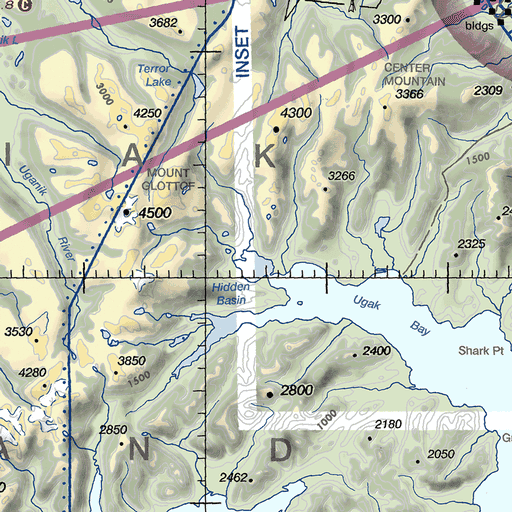 8 C
3682
3300
bldgs
INSET
Terror
Lake
CENTER
MOUNTAIN
3000
3366
2309
4250
4300
1500
I A K
MOUNT
GLOTTOF
Uganik
3266
4500
River
2325
Hidden
Basin
Ugak
Bay
3530
2400
Shark Pt
3850
4280
1500
2800
1000
2180
2850
A N D
2050
2462